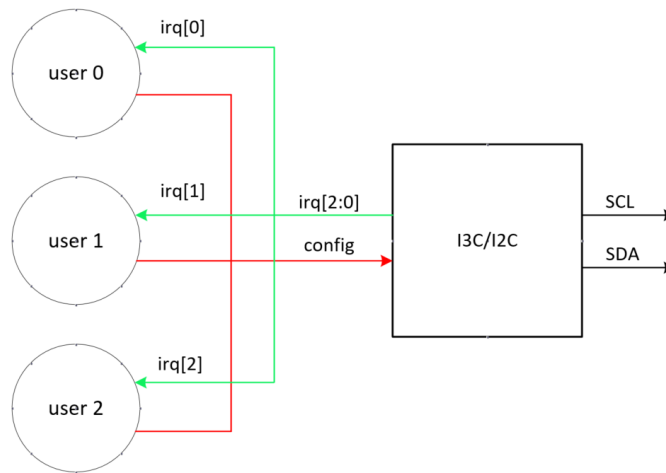 irq[0]
user 0
irq[1]
irq[2:0]
user 1
config
I3C/I2C
SCL
SDA
irq[2]
user 2